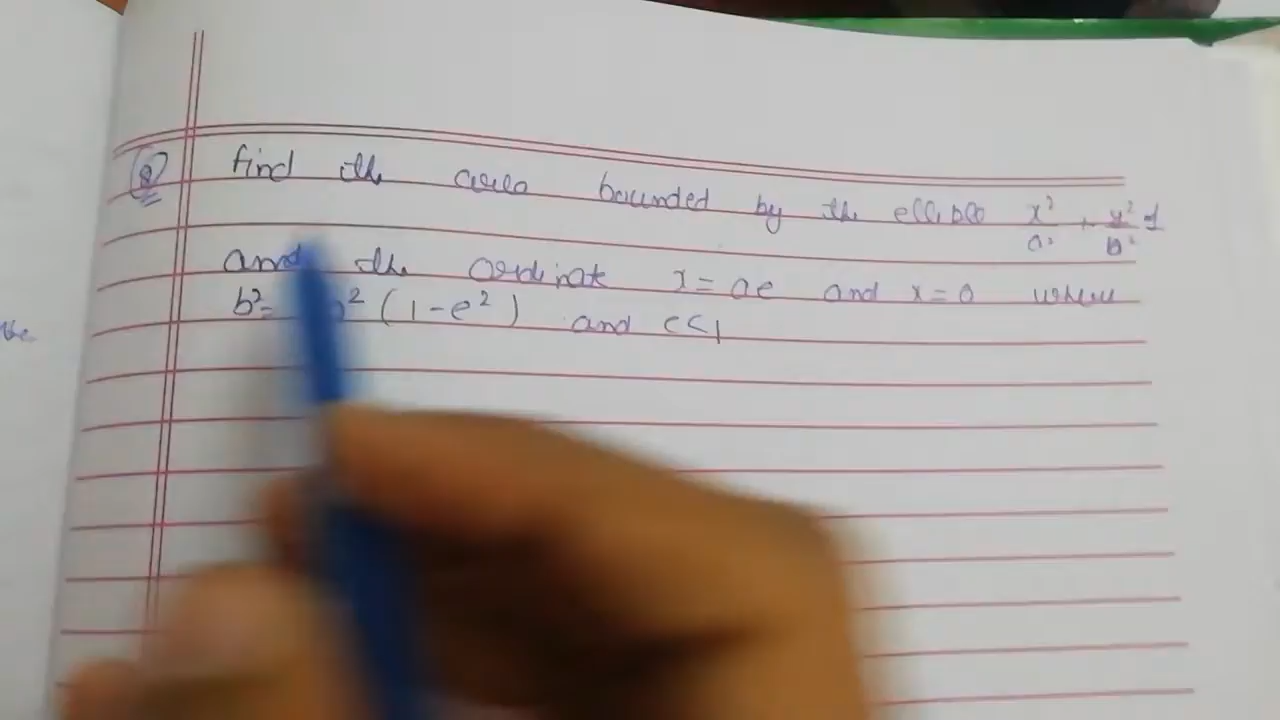 Q find the area bounded by the ellipse x²/a² + y²/b² = 1
and the ordinate x = ae and x = 0 where
b² = a² (1 - e²) and e < 1
the